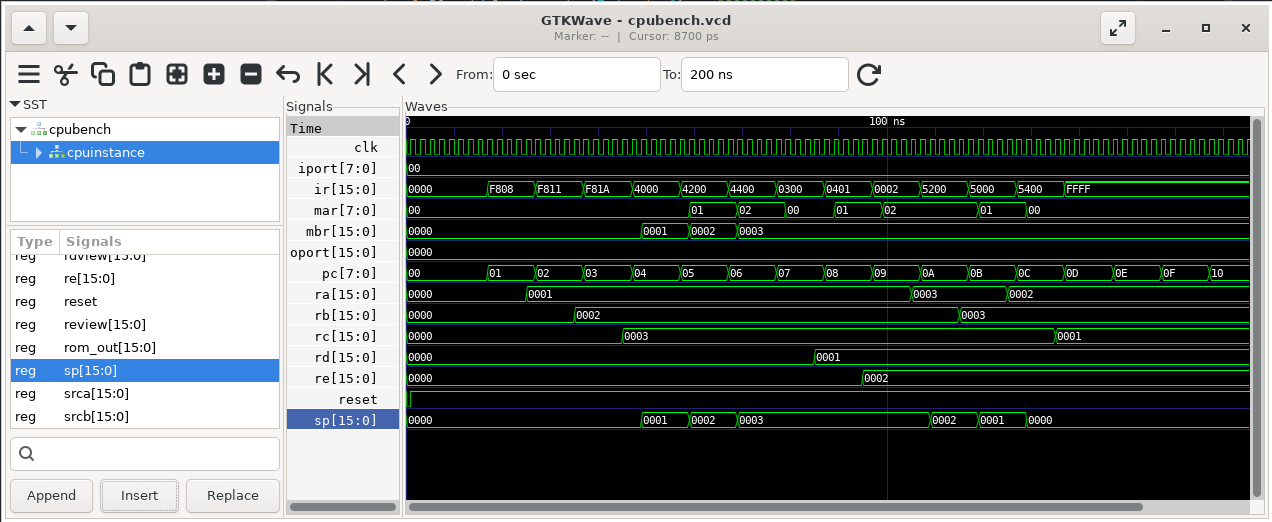 GTKWave - cpubench.vcd
Marker: -- | Cursor: 8700 ps
From: 0 sec To: 200 ns
SST
cpubench
cpuinstance
Type Signals
reg rdview[15:0]
reg re[15:0]
reg reset
reg review[15:0]
reg rom_out[15:0]
reg sp[15:0]
reg srca[15:0]
reg srcb[15:0]
Append Insert Replace
Signals
Waves
Time 0 100 ns
clk
iport[7:0] 00
ir[15:0] 0000 F808 F811 F81A 4000 4200 4400 0300 0401 0002 5200 5000 5400 FFFF
mar[7:0] 00 01 02 00 01 02 01 00
mbr[15:0] 0000 0001 0002 0003
oport[15:0] 0000
pc[7:0] 00 01 02 03 04 05 06 07 08 09 0A 0B 0C 0D 0E 0F 10
ra[15:0] 0000 0001 0003 0002
rb[15:0] 0000 0002 0003
rc[15:0] 0000 0003 0001
rd[15:0] 0000 0001
re[15:0] 0000 0002
reset
sp[15:0] 0000 0001 0002 0003 0002 0001 0000